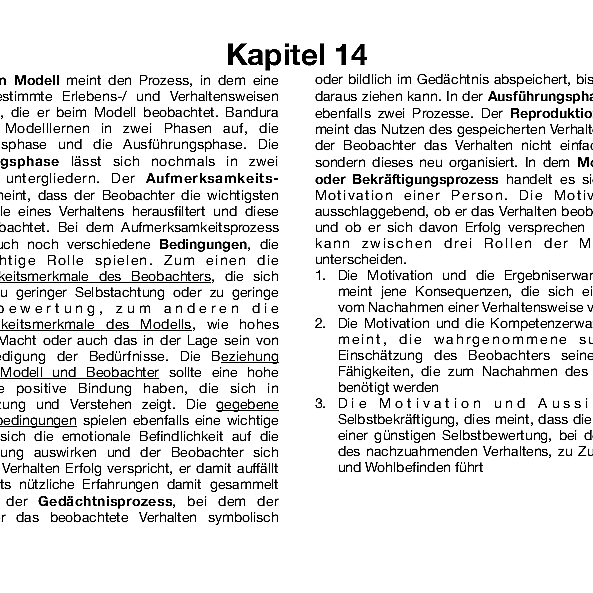 Kapitel 14
n Modell meint den Prozess, in dem eine
estimmte Erlebens-/ und Verhaltensweisen
, die er beim Modell beobachtet. Bandura
Modelllernen in zwei Phasen auf, die
sphase und die Ausführungsphase. Die
gsphase lässt sich nochmals in zwei
untergliedern. Der Aufmerksamkeits-
neint, dass der Beobachter die wichtigsten
le eines Verhaltens herausfiltert und diese
bachtet. Bei dem Aufmerksamkeitsprozess
uch noch verschiedene Bedingungen, die
chtige Rolle spielen. Zum einen die
keitsmerkmale des Beobachters, die sich
zu geringer Selbstachtung oder zu geringe
bewertung, zum anderen die
keitsmerkmale des Modells, wie hohes
Macht oder auch das in der Lage sein von
edigung der Bedürfnisse. Die Beziehung
Modell und Beobachter sollte eine hohe
e positive Bindung haben, die sich in
zung und Verstehen zeigt. Die gegebene
bedingungen spielen ebenfalls eine wichtige
sich die emotionale Befindlichkeit auf die
ung auswirken und der Beobachter sich
Verhalten Erfolg verspricht, er damit auffällt
ts nützliche Erfahrungen damit gesammelt
der Gedächtnisprozess, bei dem der
r das beobachtete Verhalten symbolisch
oder bildlich im Gedächtnis abspeichert, bis
daraus ziehen kann. In der Ausführungspha
ebenfalls zwei Prozesse. Der Reproduktio
meint das Nutzen des gespeicherten Verhalt
der Beobachter das Verhalten nicht einfac
sondern dieses neu organisiert. In dem Mo
oder Bekräftigungsprozess handelt es si
Motivation einer Person. Die Motiv
ausschlaggebend, ob er das Verhalten beob
und ob er sich davon Erfolg versprechen
kann zwischen drei Rollen der M
unterscheiden.
1. Die Motivation und die Ergebniserwar
meint jene Konsequenzen, die sich ei
vom Nachahmen einer Verhaltensweise v
2. Die Motivation und die Kompetenzerwa
meint, die wahrgenommene su
Einschätzung des Beobachters seine
Fähigkeiten, die zum Nachahmen des
benötigt werden
3. Die Motivation und Aussi
Selbstbekräftigung, dies meint, dass die
einer günstigen Selbstbewertung, bei de
des nachzuahmenden Verhaltens, zu Zu
und Wohlbefinden führt